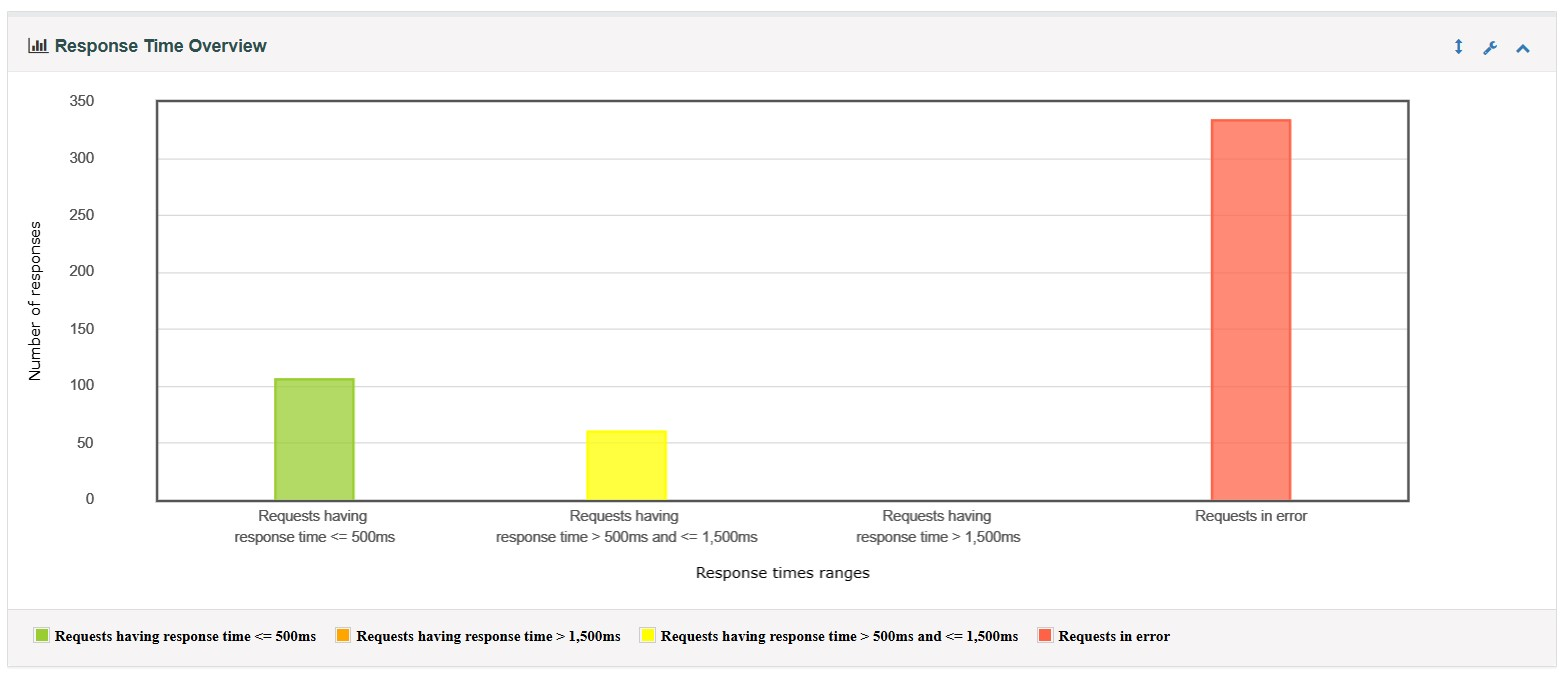 Response Time Overview
350
300
250
200
150
100
50
0
Number of responses
Requests having
response time <= 500ms
Requests having
response time > 500ms and <= 1,500ms
Requests having
response time > 1,500ms
Requests in error
Response times ranges
Requests having response time <= 500ms
Requests having response time > 1,500ms
Requests having response time > 500ms and <= 1,500ms
Requests in error